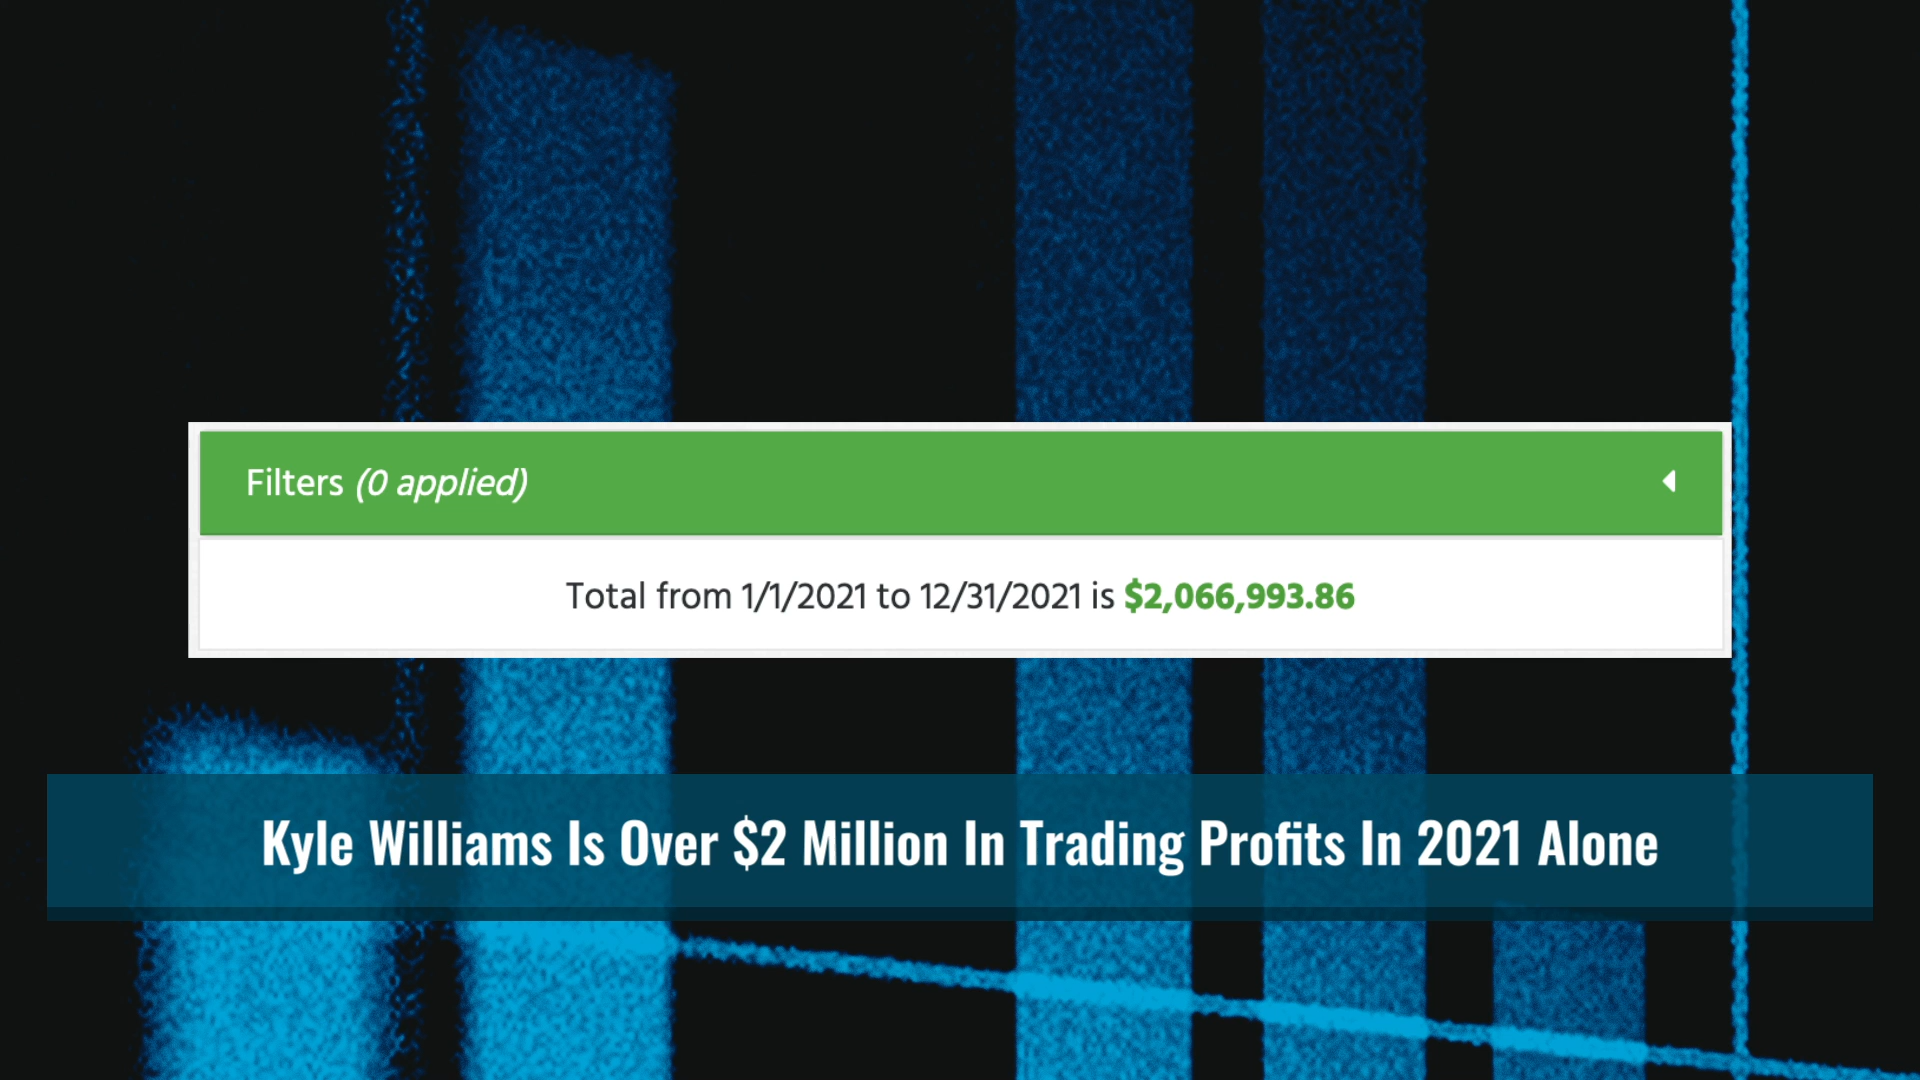 Filters (0 applied)
Total from 1/1/2021 to 12/31/2021 is $2,066,993.86
Kyle Williams Is Over $2 Million In Trading Profits In 2021 Alone